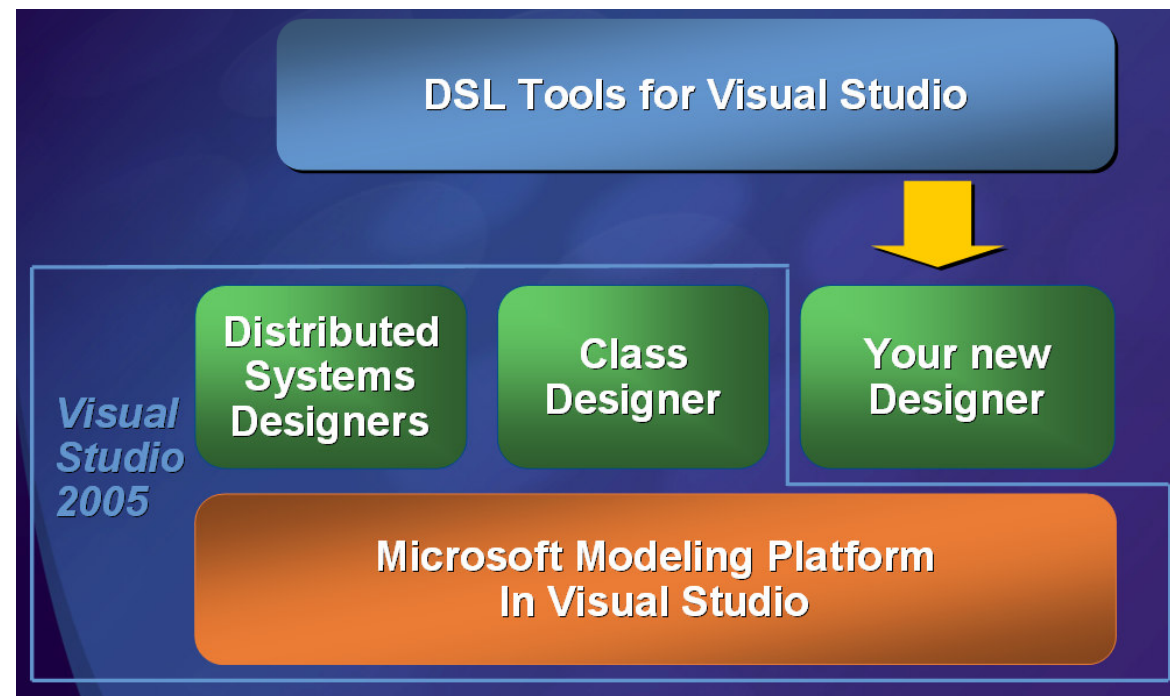 DSL Tools for Visual Studio
Distributed
Systems
Designers
Class
Designer
Your new
Designer
Visual
Studio
2005
Microsoft Modeling Platform
In Visual Studio